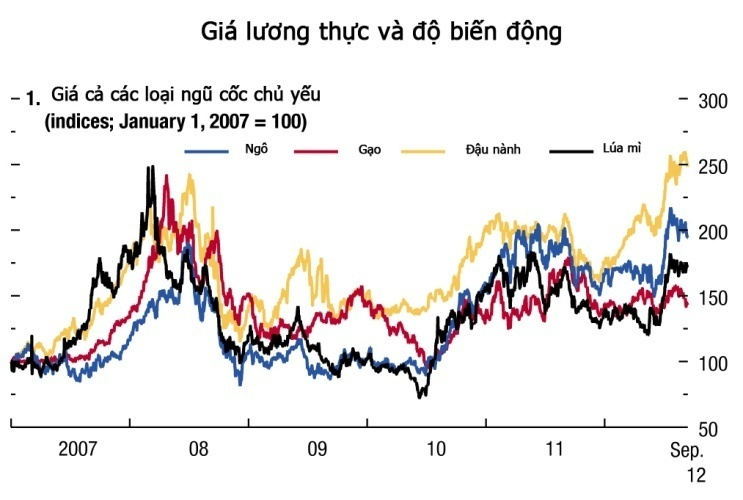 Giá lương thực và độ biến động
1. Giá cả các loại ngũ cốc chủ yếu
(indices; January 1, 2007 = 100)
Ngô Gạo Đậu nành Lúa mì
300
250
200
150
100
50
2007 08 09 10 11 Sep.
12